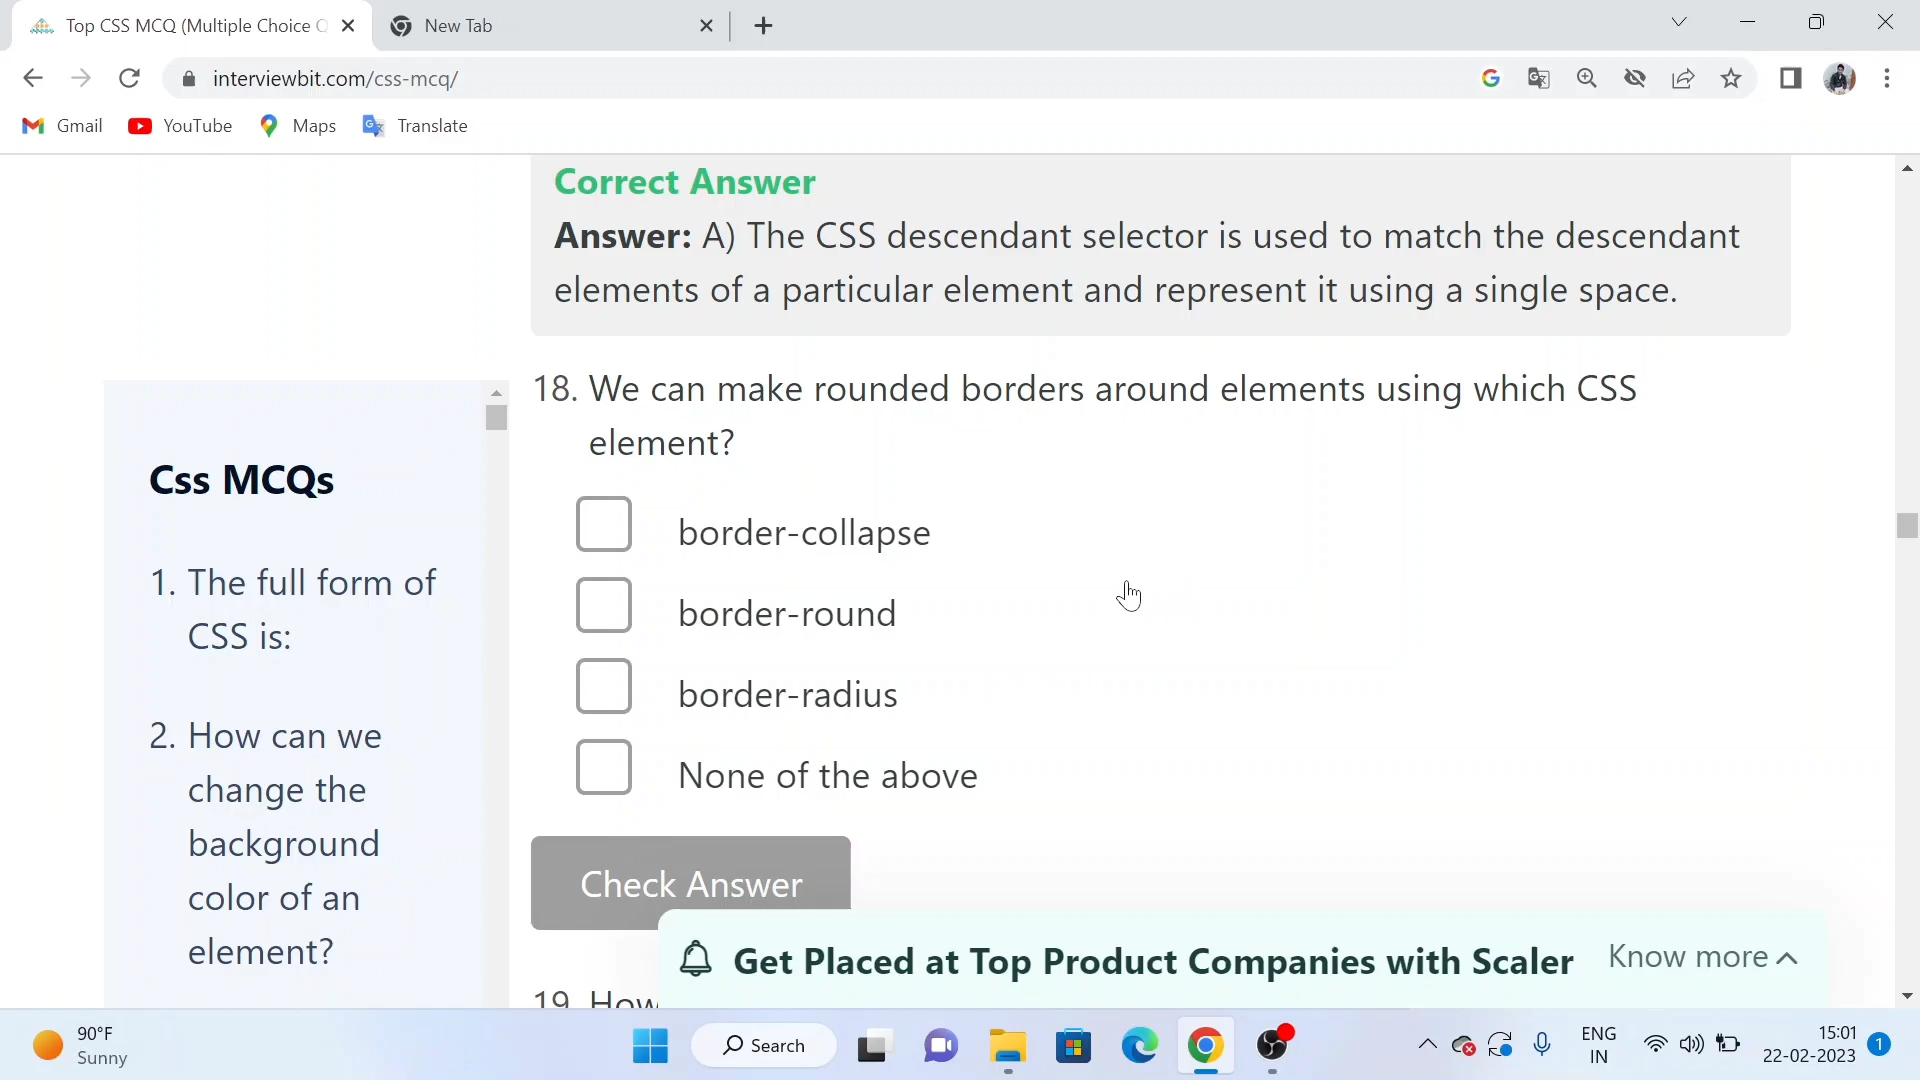 Top CSS MCQ (Multiple Choice Q
New Tab
interviewbit.com/css-mcq/
Gmail
YouTube
Maps
Translate
Correct Answer
Answer: A) The CSS descendant selector is used to match the descendant
elements of a particular element and represent it using a single space.
18. We can make rounded borders around elements using which CSS
element?
border-collapse
border-round
border-radius
None of the above
Check Answer
19. How
Css MCQs
1. The full form of
CSS is:
2. How can we
change the
background
color of an
element?
Get Placed at Top Product Companies with Scaler
Know more
90°F
Sunny
Search
ENG
IN
15:01
22-02-2023
1